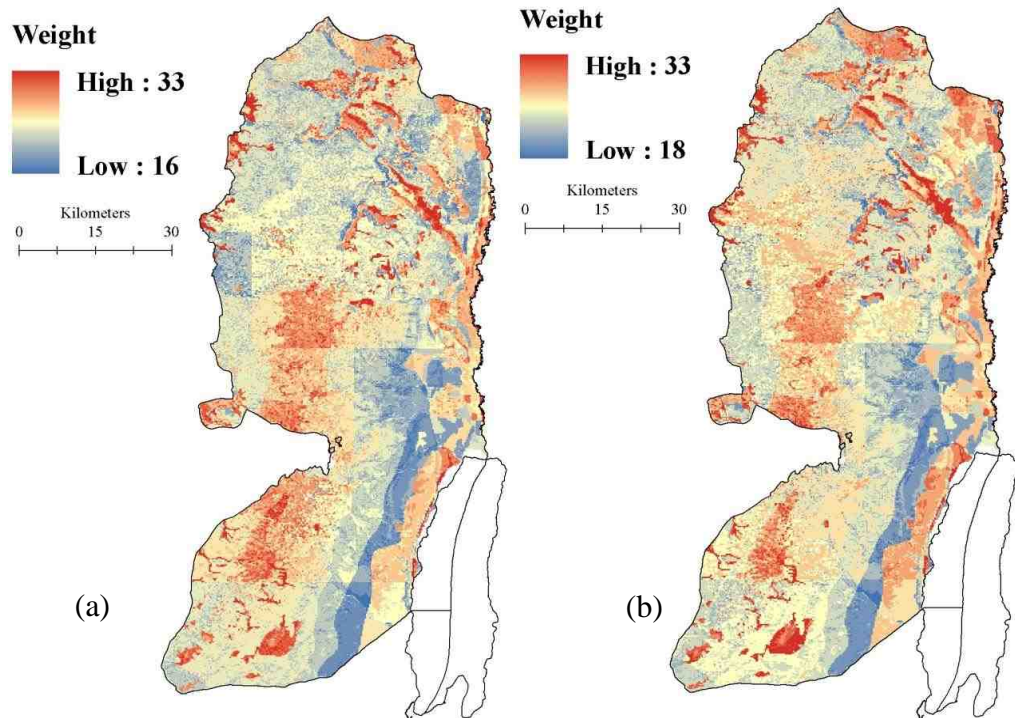 Weight
High : 33
Low : 16
Kilometers
0 15 30
(a)
Weight
High : 33
Low : 18
Kilometers
0 15 30
(b)